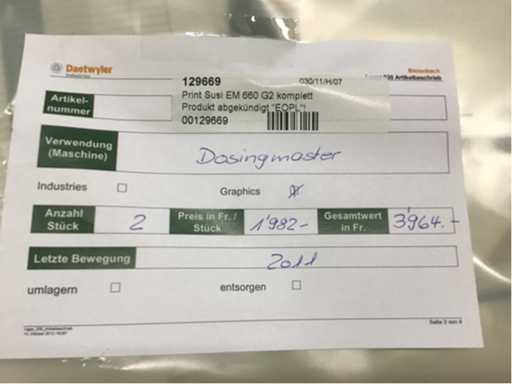 Daetwyler
129669
030/11/H/07
Print Susi EM 660 G2 komplett
Produkt abgekündigt "EOPL"!
00129669
Artikel-
nummer
Verwendung
(Maschine)
Dosingmaster
Industries
Graphics
Anzahl
Stück
2
Preis in Fr. /
Stück
1'982.-
Gesamtwert
in Fr.
3'964.-
Letzte Bewegung
2011
umlagern
entsorgen